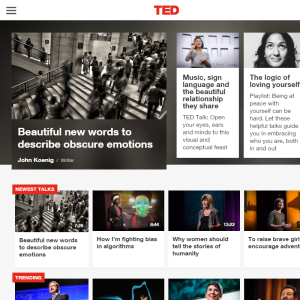 TED
Beautiful new words to
describe obscure emotions
John Koenig / Writer
Music, sign
language and
the beautiful
relationship
they share
TED Talk: Open
your eyes, ears
and minds to this
visual and
conceptual feast
The logic of
loving yourself
Playlist: Being at
peace with
yourself can be
hard. Let these
helpful talks guide
you in embracing
who you are, both
in and out
NEWEST TALKS
7:28
8:46
13:22
Beautiful new words to
describe obscure emotions
How I'm fighting bias
in algorithms
Why women should
tell the stories of
humanity
To raise brave girl
encourage advent
TRENDING